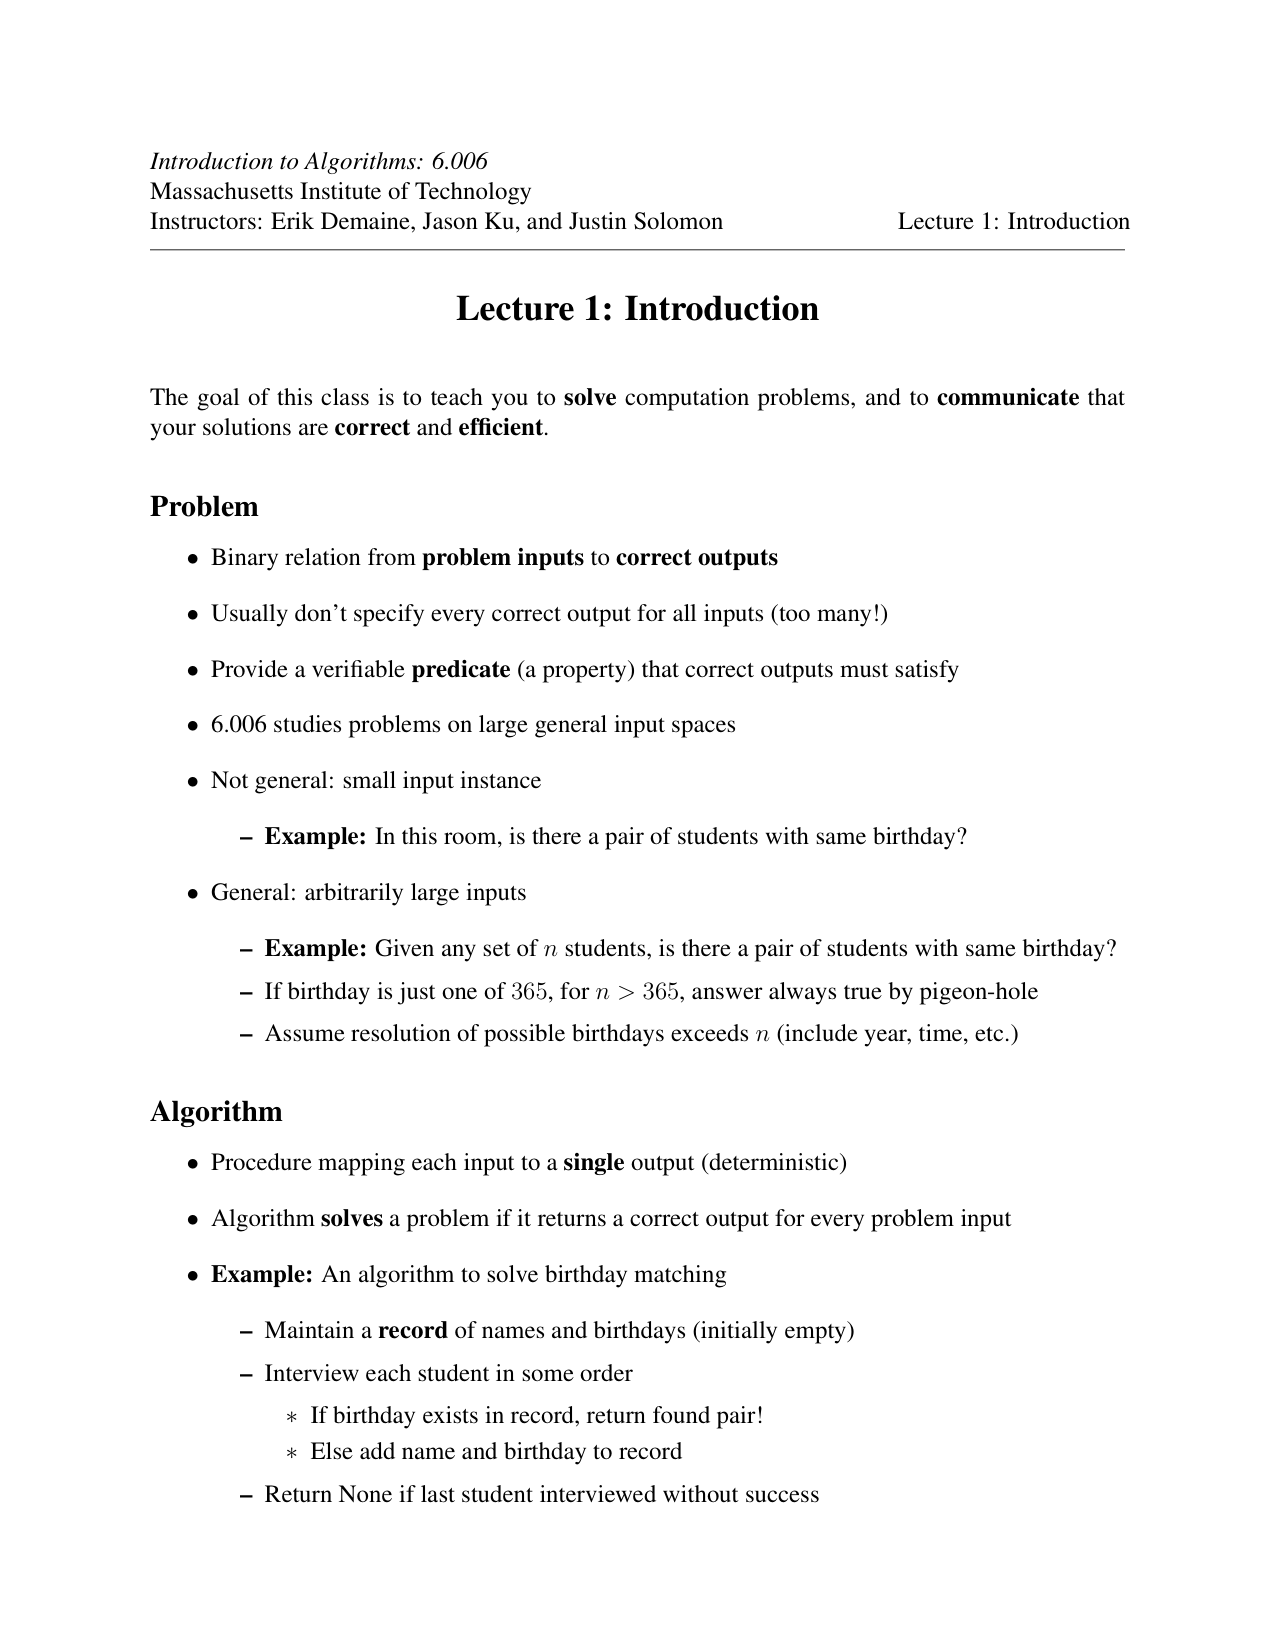 Introduction to Algorithms: 6.006
Massachusetts Institute of Technology
Instructors: Erik Demaine, Jason Ku, and Justin Solomon Lecture 1: Introduction
Lecture 1: Introduction
The goal of this class is to teach you to solve computation problems, and to communicate that
your solutions are correct and efficient.
Problem
• Binary relation from problem inputs to correct outputs
• Usually don't specify every correct output for all inputs (too many!)
• Provide a verifiable predicate (a property) that correct outputs must satisfy
• 6.006 studies problems on large general input spaces
• Not general: small input instance
– Example: In this room, is there a pair of students with same birthday?
• General: arbitrarily large inputs
– Example: Given any set of n students, is there a pair of students with same birthday?
– If birthday is just one of 365, for n > 365, answer always true by pigeon-hole
– Assume resolution of possible birthdays exceeds n (include year, time, etc.)
Algorithm
• Procedure mapping each input to a single output (deterministic)
• Algorithm solves a problem if it returns a correct output for every problem input
• Example: An algorithm to solve birthday matching
– Maintain a record of names and birthdays (initially empty)
– Interview each student in some order
∗ If birthday exists in record, return found pair!
∗ Else add name and birthday to record
– Return None if last student interviewed without success